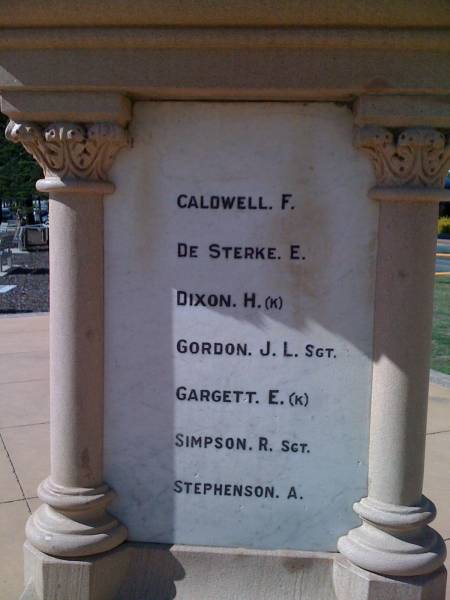 CALDWELL. F.
DE STERKE. E.
DIXON. H. (K)
GORDON. J. L. SGT.
GARGETT. E. (K)
SIMPSON. R. SGT.
STEPHENSON. A.